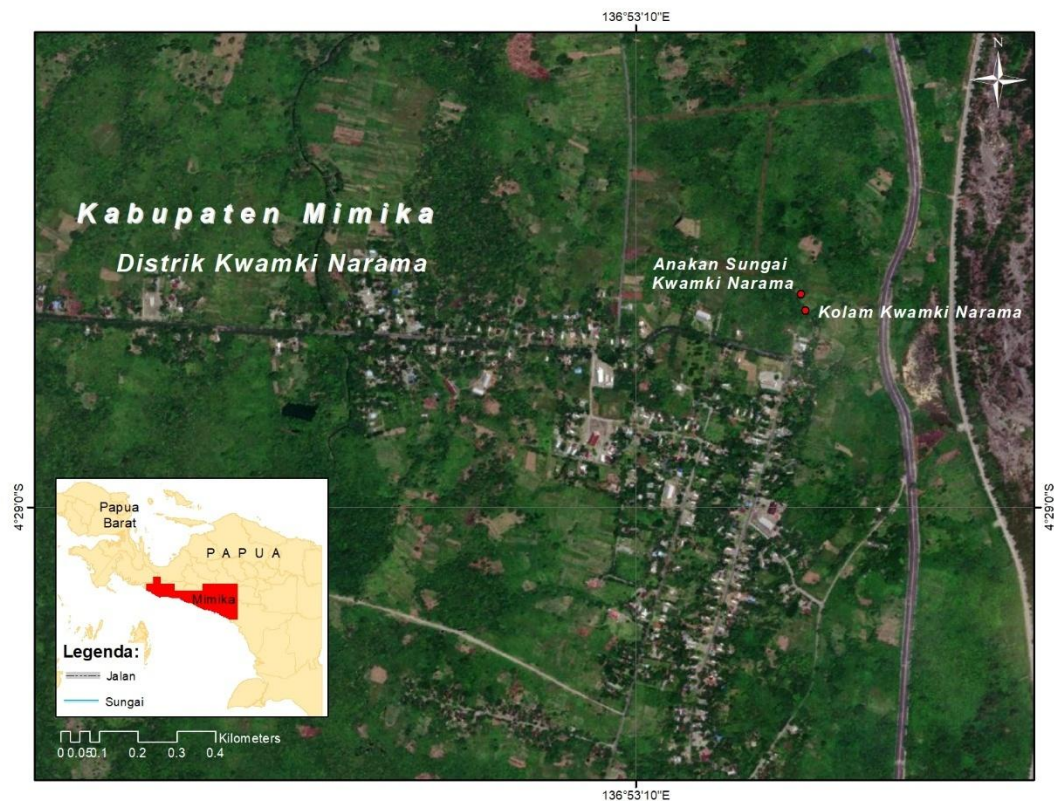 136°53'10"E
N
Kabupaten Mimika
Distrik Kwamki Narama
Anakan Sungai
Kwamki Narama
Kolam Kwamki Narama
4°29'0"S
4°29'0"S
Papua
Barat
PAPUA
Mimika
Legenda:
Jalan
Sungai
Kilometers
0 0.050.1 0.2 0.3 0.4
136°53'10"E